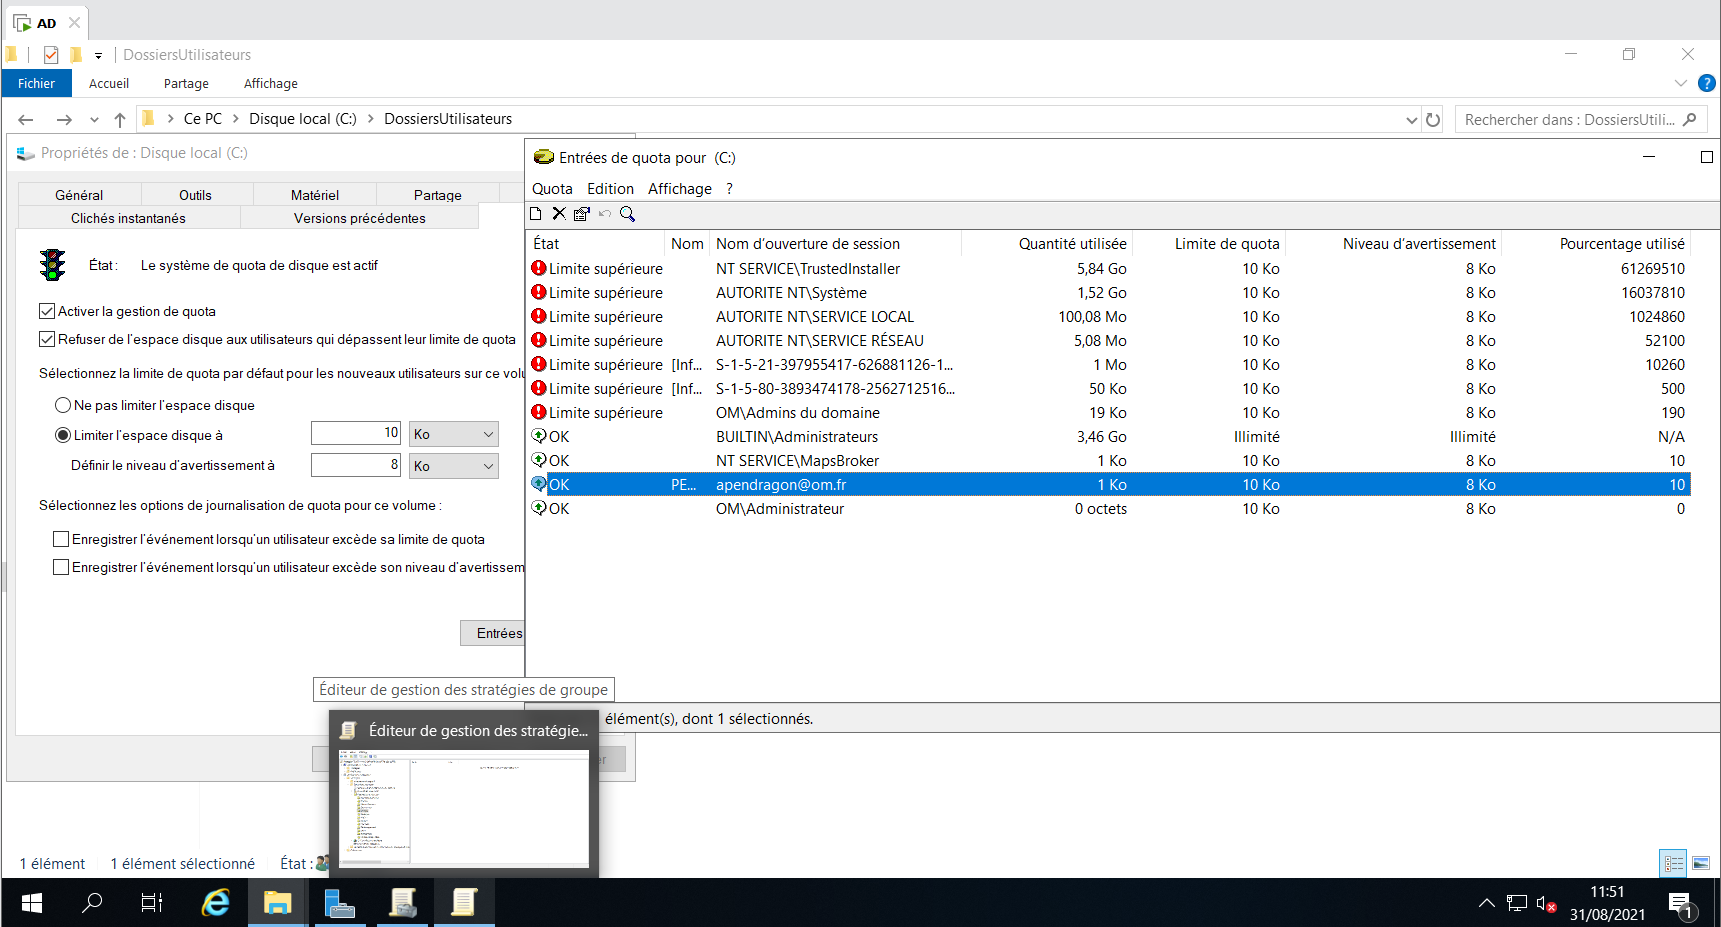 AD
DossiersUtilisateurs
Fichier Accueil Partage Affichage
Ce PC > Disque local (C:) > DossiersUtilisateurs
Rechercher dans : DossiersUtili...
Propriétés de : Disque local (C:)
Général Outils Matériel Partage
Clichés instantanés Versions précédentes
État : Le système de quota de disque est actif
Activer la gestion de quota
Refuser de l'espace disque aux utilisateurs qui dépassent leur limite de quota
Sélectionnez la limite de quota par défaut pour les nouveaux utilisateurs sur ce volu
Ne pas limiter l'espace disque
Limiter l'espace disque à 10 Ko
Définir le niveau d'avertissement à 8 Ko
Sélectionnez les options de journalisation de quota pour ce volume :
Enregistrer l'événement lorsqu'un utilisateur excède sa limite de quota
Enregistrer l'événement lorsqu'un utilisateur excède son niveau d'avertissem
Entrées
Entrées de quota pour (C:)
Quota Edition Affichage ?
État Nom Nom d'ouverture de session Quantité utilisée Limite de quota Niveau d'avertissement Pourcentage utilisé
Limite supérieure NT SERVICE\TrustedInstaller 5,84 Go 10 Ko 8 Ko 61269510
Limite supérieure AUTORITE NT\Système 1,52 Go 10 Ko 8 Ko 16037810
Limite supérieure AUTORITE NT\SERVICE LOCAL 100,08 Mo 10 Ko 8 Ko 1024860
Limite supérieure AUTORITE NT\SERVICE RÉSEAU 5,08 Mo 10 Ko 8 Ko 52100
Limite supérieure [Inf... S-1-5-21-397955417-626881126-1... 1 Mo 10 Ko 8 Ko 10260
Limite supérieure [Inf... S-1-5-80-3893474178-2562712516... 50 Ko 10 Ko 8 Ko 500
Limite supérieure OM\Admins du domaine 19 Ko 10 Ko 8 Ko 190
OK BUILTIN\Administrateurs 3,46 Go Illimité Illimité N/A
OK NT SERVICE\MapsBroker 1 Ko 10 Ko 8 Ko 10
OK PE... apendragon@om.fr 1 Ko 10 Ko 8 Ko 10
OK OM\Administrateur 0 octets 10 Ko 8 Ko 0
élément(s), dont 1 sélectionnés.
Éditeur de gestion des stratégies de groupe
Éditeur de gestion des stratégie...
er
1 élément 1 élément sélectionné État :
11:51
31/08/2021
1